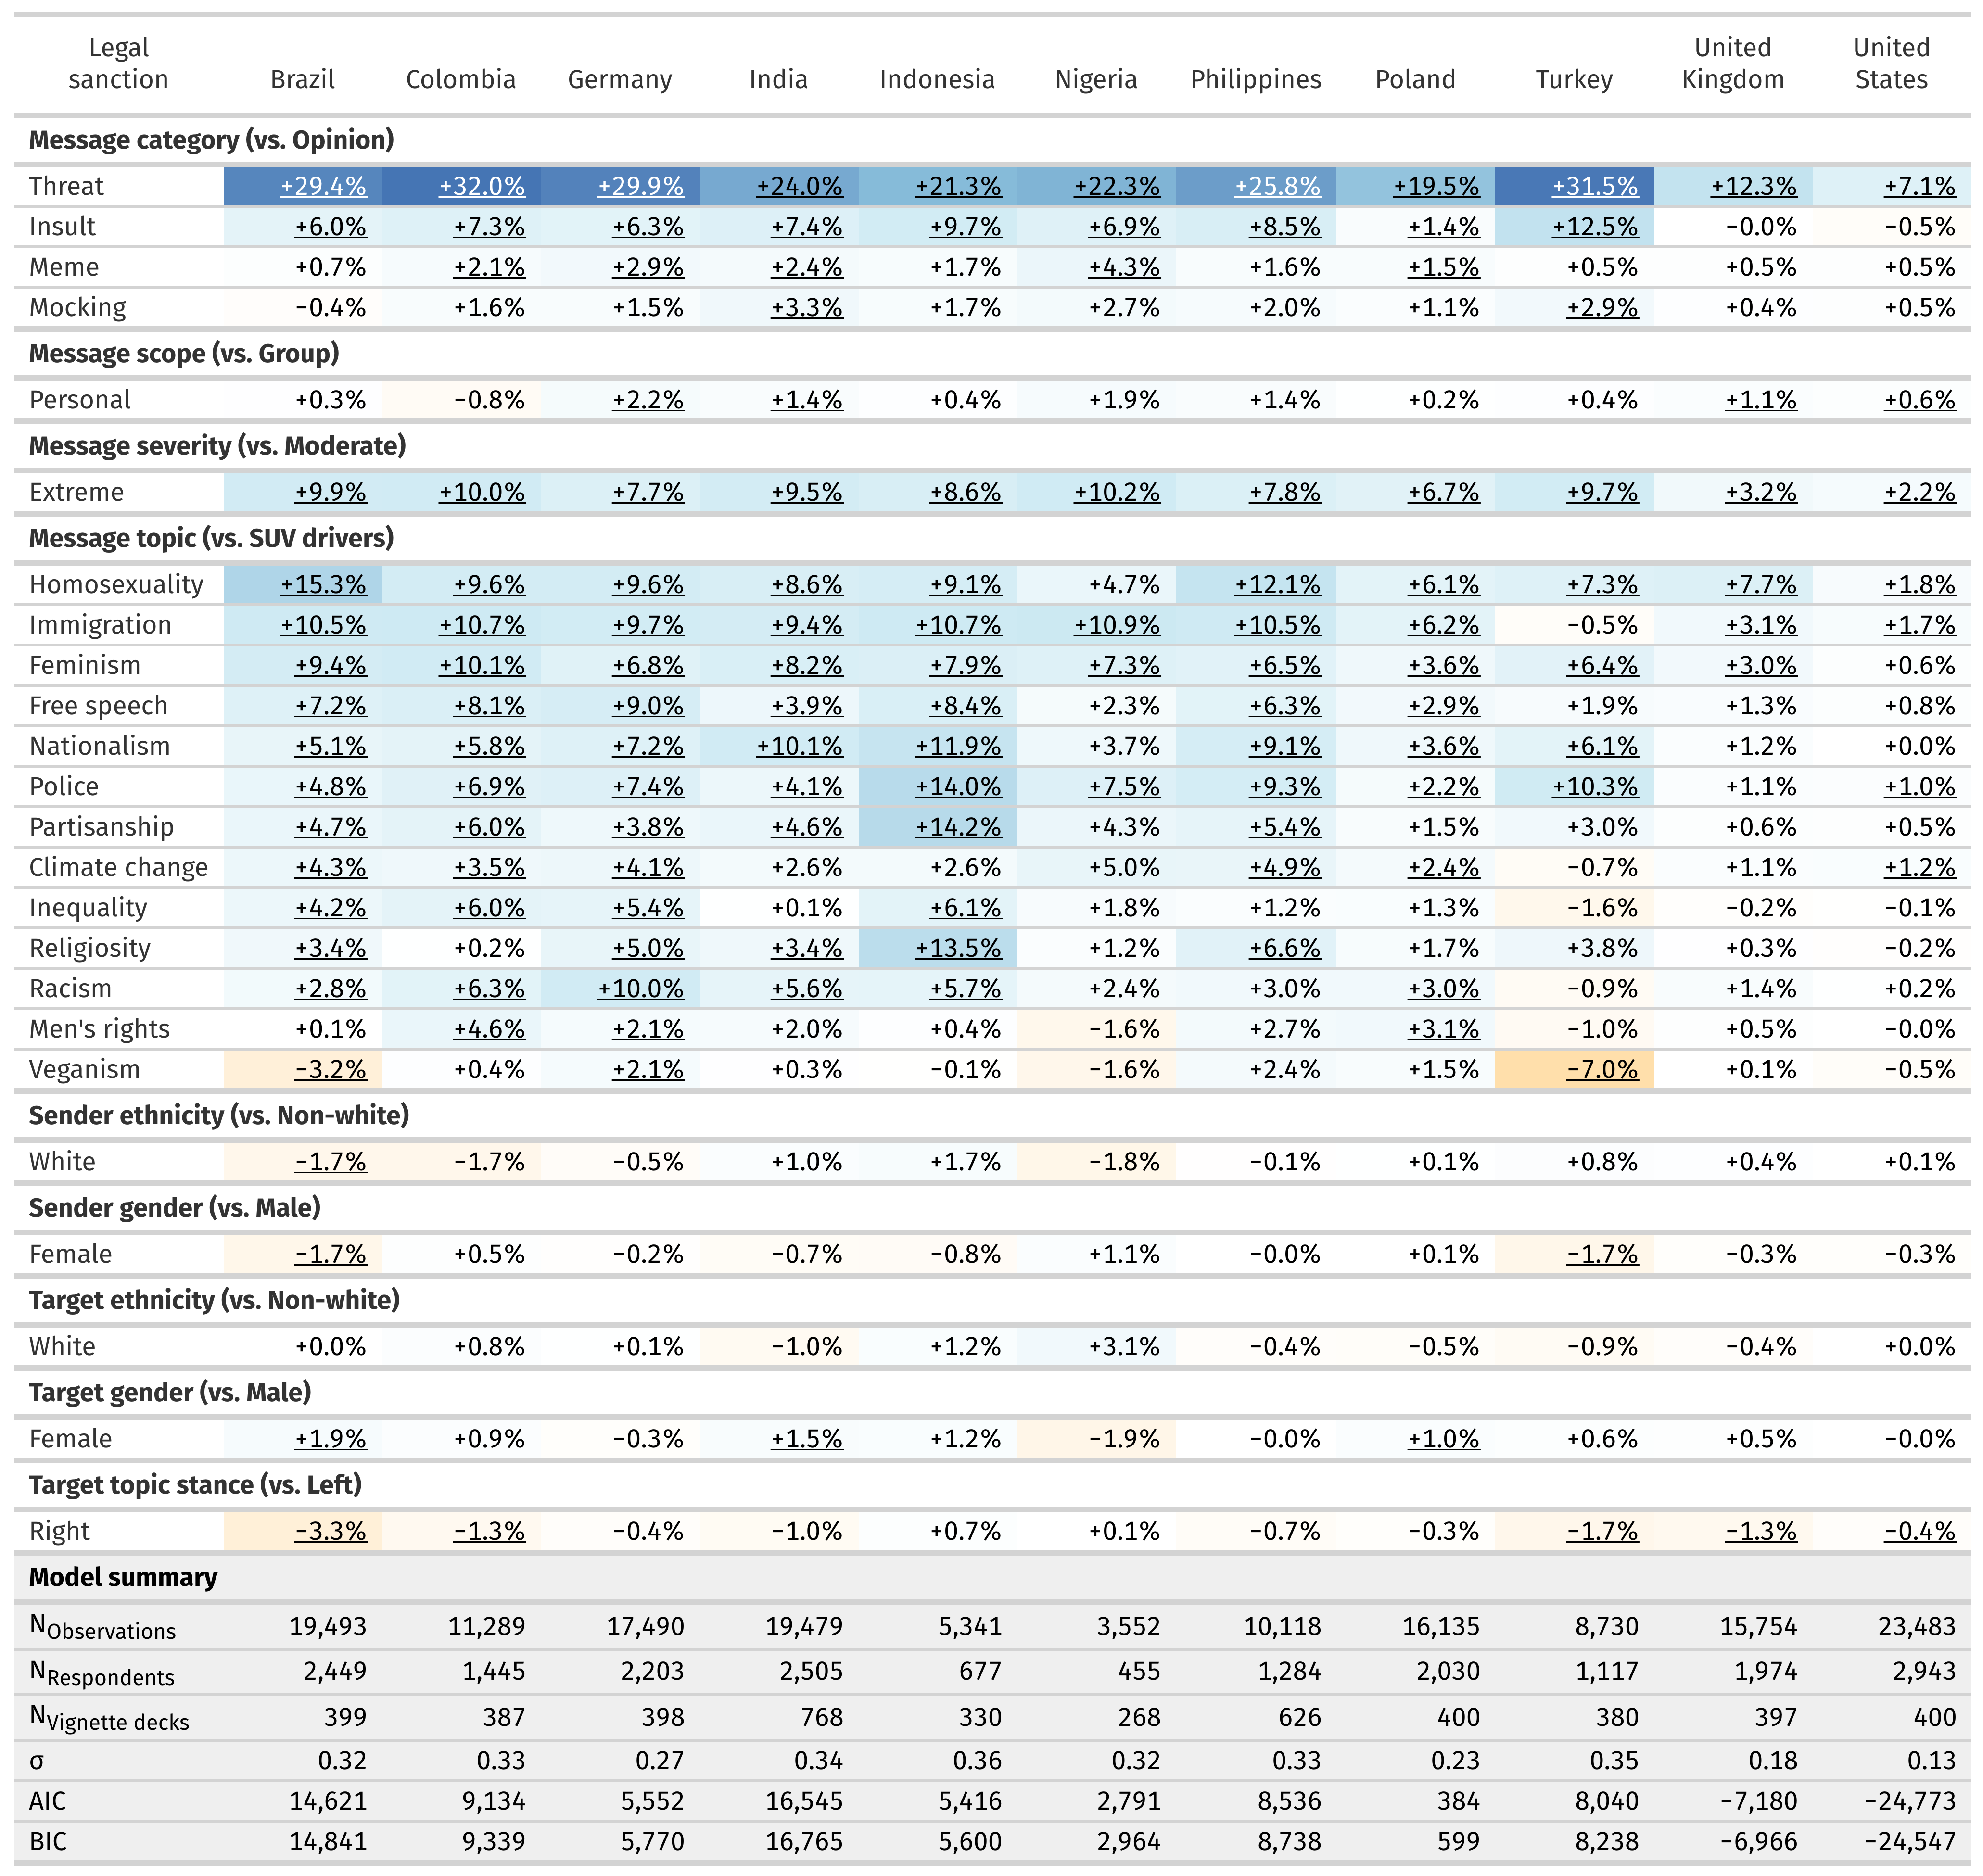 Legal sanction Brazil Colombia Germany India Indonesia Nigeria Philippines Poland Turkey United Kingdom United States
Message category (vs. Opinion)
Threat +29.4% +32.0% +29.9% +24.0% +21.3% +22.3% +25.8% +19.5% +31.5% +12.3% +7.1%
Insult +6.0% +7.3% +6.3% +7.4% +9.7% +6.9% +8.5% +1.4% +12.5% −0.0% −0.5%
Meme +0.7% +2.1% +2.9% +2.4% +1.7% +4.3% +1.6% +1.5% +0.5% +0.5% +0.5%
Mocking −0.4% +1.6% +1.5% +3.3% +1.7% +2.7% +2.0% +1.1% +2.9% +0.4% +0.5%
Message scope (vs. Group)
Personal +0.3% −0.8% +2.2% +1.4% +0.4% +1.9% +1.4% +0.2% +0.4% +1.1% +0.6%
Message severity (vs. Moderate)
Extreme +9.9% +10.0% +7.7% +9.5% +8.6% +10.2% +7.8% +6.7% +9.7% +3.2% +2.2%
Message topic (vs. SUV drivers)
Homosexuality +15.3% +9.6% +9.6% +8.6% +9.1% +4.7% +12.1% +6.1% +7.3% +7.7% +1.8%
Immigration +10.5% +10.7% +9.7% +9.4% +10.7% +10.9% +10.5% +6.2% −0.5% +3.1% +1.7%
Feminism +9.4% +10.1% +6.8% +8.2% +7.9% +7.3% +6.5% +3.6% +6.4% +3.0% +0.6%
Free speech +7.2% +8.1% +9.0% +3.9% +8.4% +2.3% +6.3% +2.9% +1.9% +1.3% +0.8%
Nationalism +5.1% +5.8% +7.2% +10.1% +11.9% +3.7% +9.1% +3.6% +6.1% +1.2% +0.0%
Police +4.8% +6.9% +7.4% +4.1% +14.0% +7.5% +9.3% +2.2% +10.3% +1.1% +1.0%
Partisanship +4.7% +6.0% +3.8% +4.6% +14.2% +4.3% +5.4% +1.5% +3.0% +0.6% +0.5%
Climate change +4.3% +3.5% +4.1% +2.6% +2.6% +5.0% +4.9% +2.4% −0.7% +1.1% +1.2%
Inequality +4.2% +6.0% +5.4% +0.1% +6.1% +1.8% +1.2% +1.3% −1.6% −0.2% −0.1%
Religiosity +3.4% +0.2% +5.0% +3.4% +13.5% +1.2% +6.6% +1.7% +3.8% +0.3% −0.2%
Racism +2.8% +6.3% +10.0% +5.6% +5.7% +2.4% +3.0% +3.0% −0.9% +1.4% +0.2%
Men's rights +0.1% +4.6% +2.1% +2.0% +0.4% −1.6% +2.7% +3.1% −1.0% +0.5% −0.0%
Veganism −3.2% +0.4% +2.1% +0.3% −0.1% −1.6% +2.4% +1.5% −7.0% +0.1% −0.5%
Sender ethnicity (vs. Non-white)
White −1.7% −1.7% −0.5% +1.0% +1.7% −1.8% −0.1% +0.1% +0.8% +0.4% +0.1%
Sender gender (vs. Male)
Female −1.7% +0.5% −0.2% −0.7% −0.8% +1.1% −0.0% +0.1% −1.7% −0.3% −0.3%
Target ethnicity (vs. Non-white)
White +0.0% +0.8% +0.1% −1.0% +1.2% +3.1% −0.4% −0.5% −0.9% −0.4% +0.0%
Target gender (vs. Male)
Female +1.9% +0.9% −0.3% +1.5% +1.2% −1.9% −0.0% +1.0% +0.6% +0.5% −0.0%
Target topic stance (vs. Left)
Right −3.3% −1.3% −0.4% −1.0% +0.7% +0.1% −0.7% −0.3% −1.7% −1.3% −0.4%
Model summary
NObservations 19,493 11,289 17,490 19,479 5,341 3,552 10,118 16,135 8,730 15,754 23,483
NRespondents 2,449 1,445 2,203 2,505 677 455 1,284 2,030 1,117 1,974 2,943
NVignette decks 399 387 398 768 330 268 626 400 380 397 400
σ 0.32 0.33 0.27 0.34 0.36 0.32 0.33 0.23 0.35 0.18 0.13
AIC 14,621 9,134 5,552 16,545 5,416 2,791 8,536 384 8,040 −7,180 −24,773
BIC 14,841 9,339 5,770 16,765 5,600 2,964 8,738 599 8,238 −6,966 −24,547